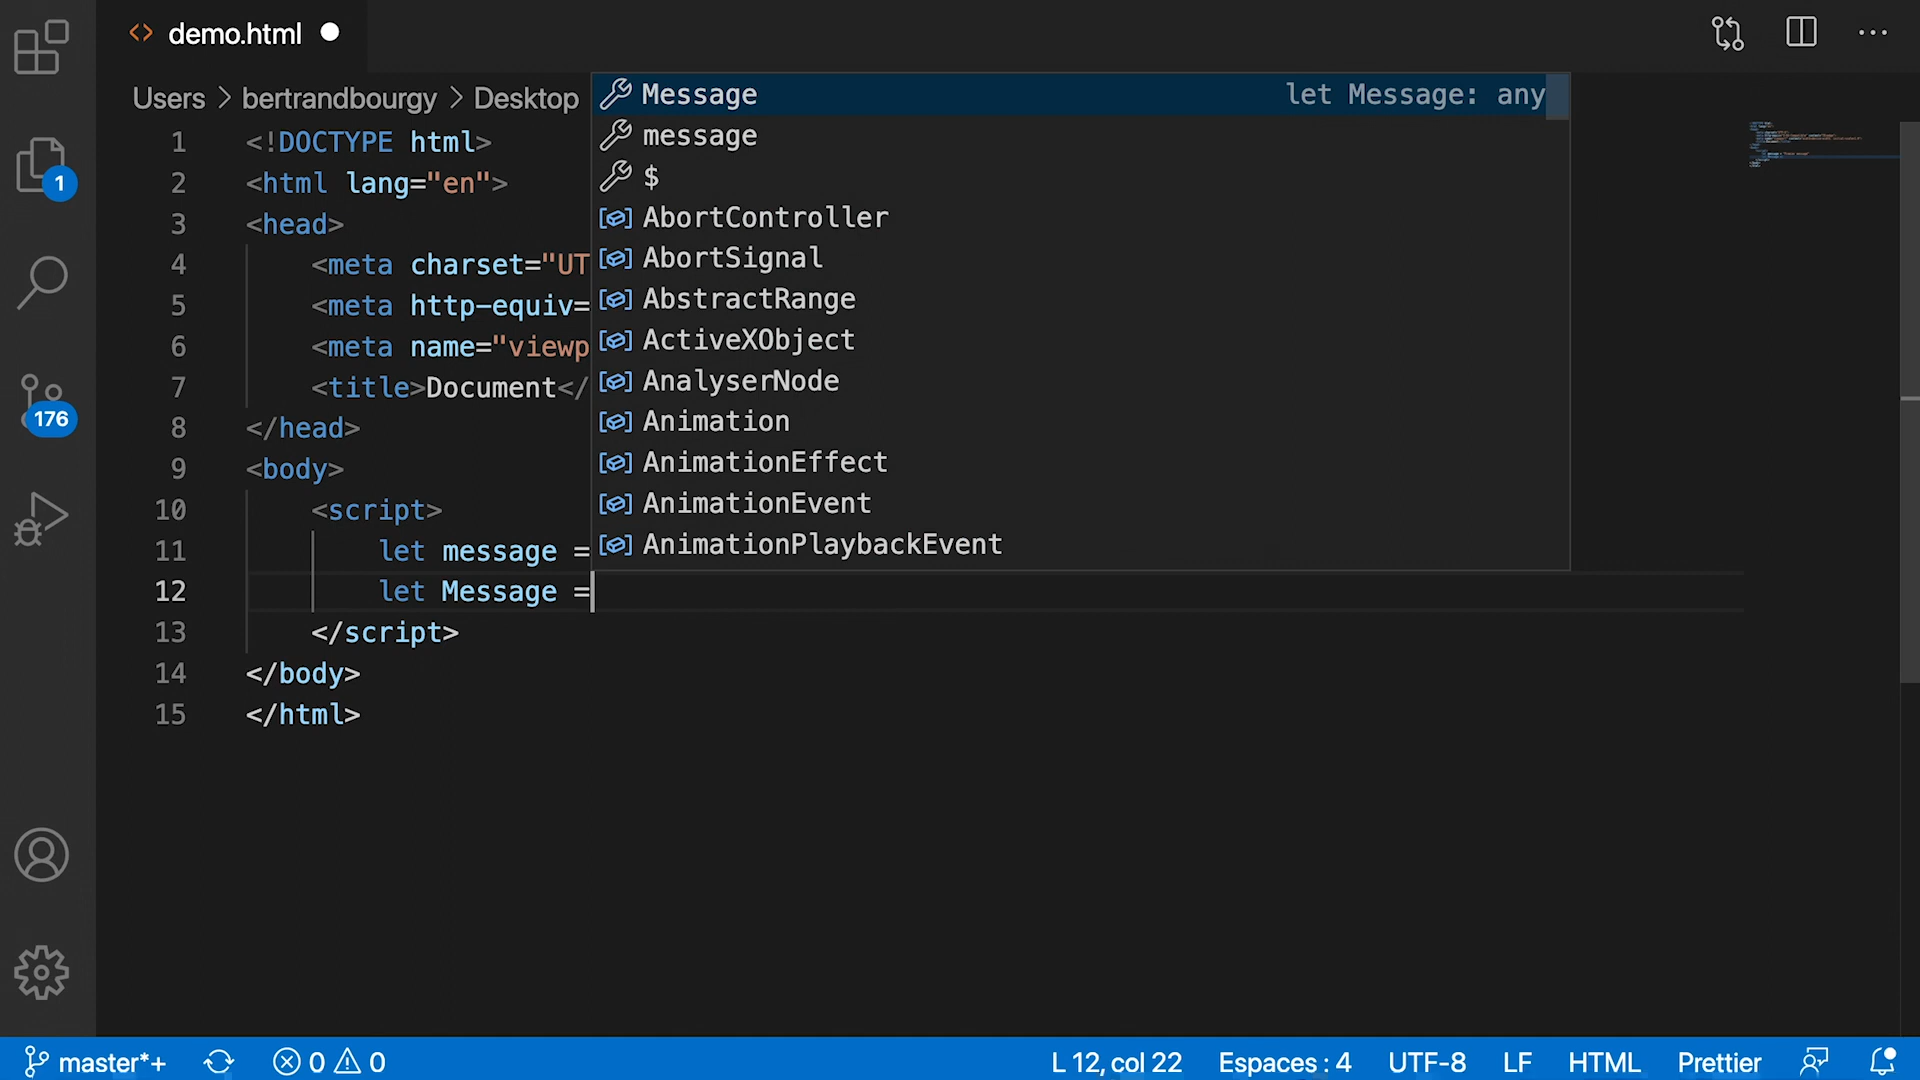 demo.html
Users > bertrandbourgy > Desktop
1 <!DOCTYPE html>
2 <html lang="en">
3 <head>
4 <meta charset="UT
5 <meta http-equiv=
6 <meta name="viewp
7 <title>Document</
8 </head>
9 <body>
10 <script>
11 let message =
12 let Message =
13 </script>
14 </body>
15 </html>
Message let Message: any
message
$
AbortController
AbortSignal
AbstractRange
ActiveXObject
AnalyserNode
Animation
AnimationEffect
AnimationEvent
AnimationPlaybackEvent
1
176
master*+ 0 0 L 12, col 22 Espaces : 4 UTF-8 LF HTML Prettier